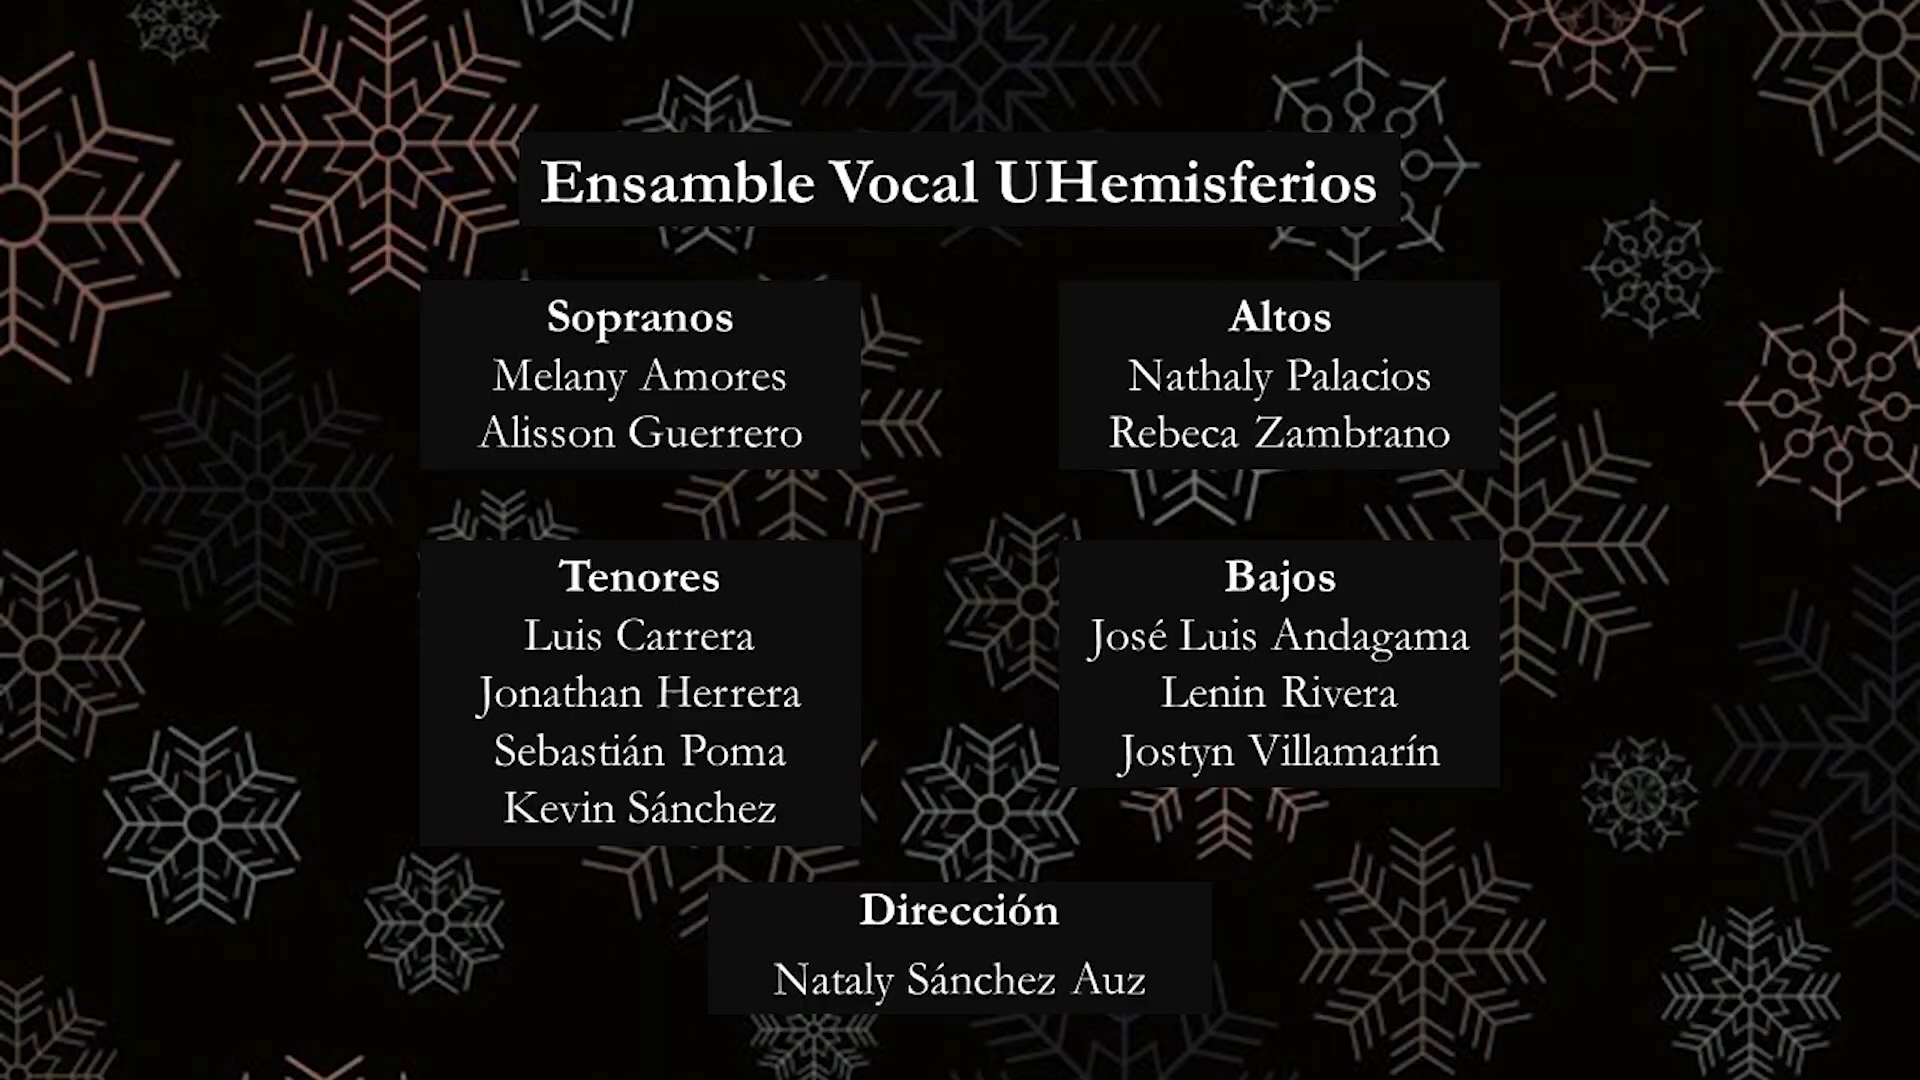 Ensamble Vocal UHemisferios
Sopranos
Melany Amores
Alisson Guerrero
Altos
Nathaly Palacios
Rebeca Zambrano
Tenores
Luis Carrera
Jonathan Herrera
Sebastián Poma
Kevin Sánchez
Bajos
José Luis Andagama
Lenin Rivera
Jostyn Villamarín
Dirección
Nataly Sánchez Auz